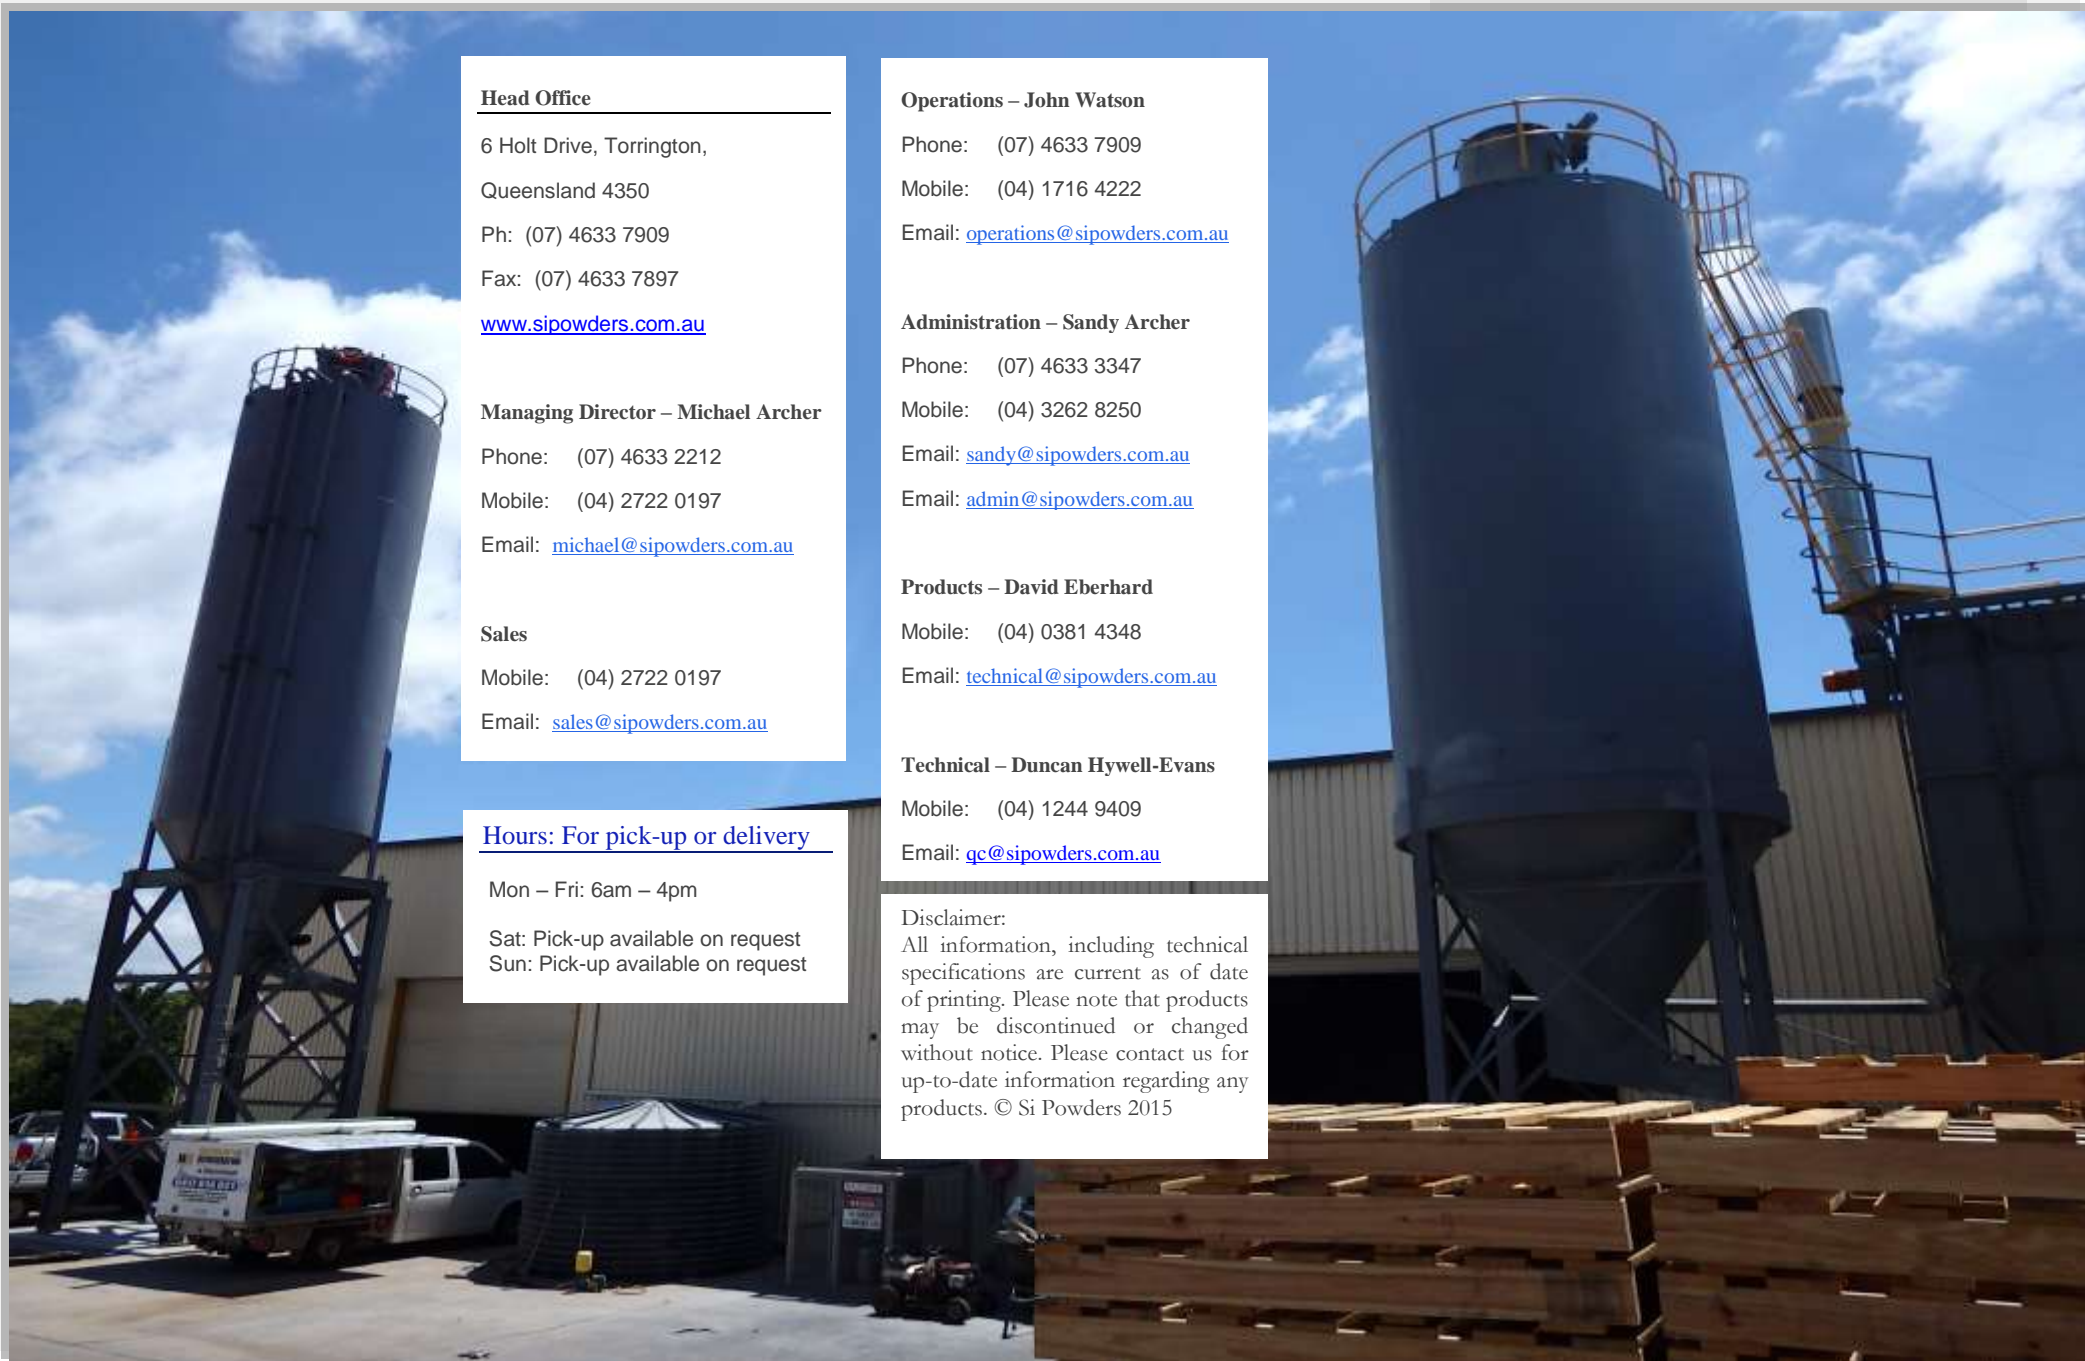 Head Office
6 Holt Drive, Torrington,
Queensland 4350
Ph: (07) 4633 7909
Fax: (07) 4633 7897
www.sipowders.com.au
Managing Director – Michael Archer
Phone: (07) 4633 2212
Mobile: (04) 2722 0197
Email: michael@sipowders.com.au
Sales
Mobile: (04) 2722 0197
Email: sales@sipowders.com.au
Hours: For pick-up or delivery
Mon – Fri: 6am – 4pm
Sat: Pick-up available on request
Sun: Pick-up available on request
Operations – John Watson
Phone: (07) 4633 7909
Mobile: (04) 1716 4222
Email: operations@sipowders.com.au
Administration – Sandy Archer
Phone: (07) 4633 3347
Mobile: (04) 3262 8250
Email: sandy@sipowders.com.au
Email: admin@sipowders.com.au
Products – David Eberhard
Mobile: (04) 0381 4348
Email: technical@sipowders.com.au
Technical – Duncan Hywell-Evans
Mobile: (04) 1244 9409
Email: qc@sipowders.com.au
Disclaimer:
All information, including technical
specifications are current as of date
of printing. Please note that products
may be discontinued or changed
without notice. Please contact us for
up-to-date information regarding any
products. © Si Powders 2015